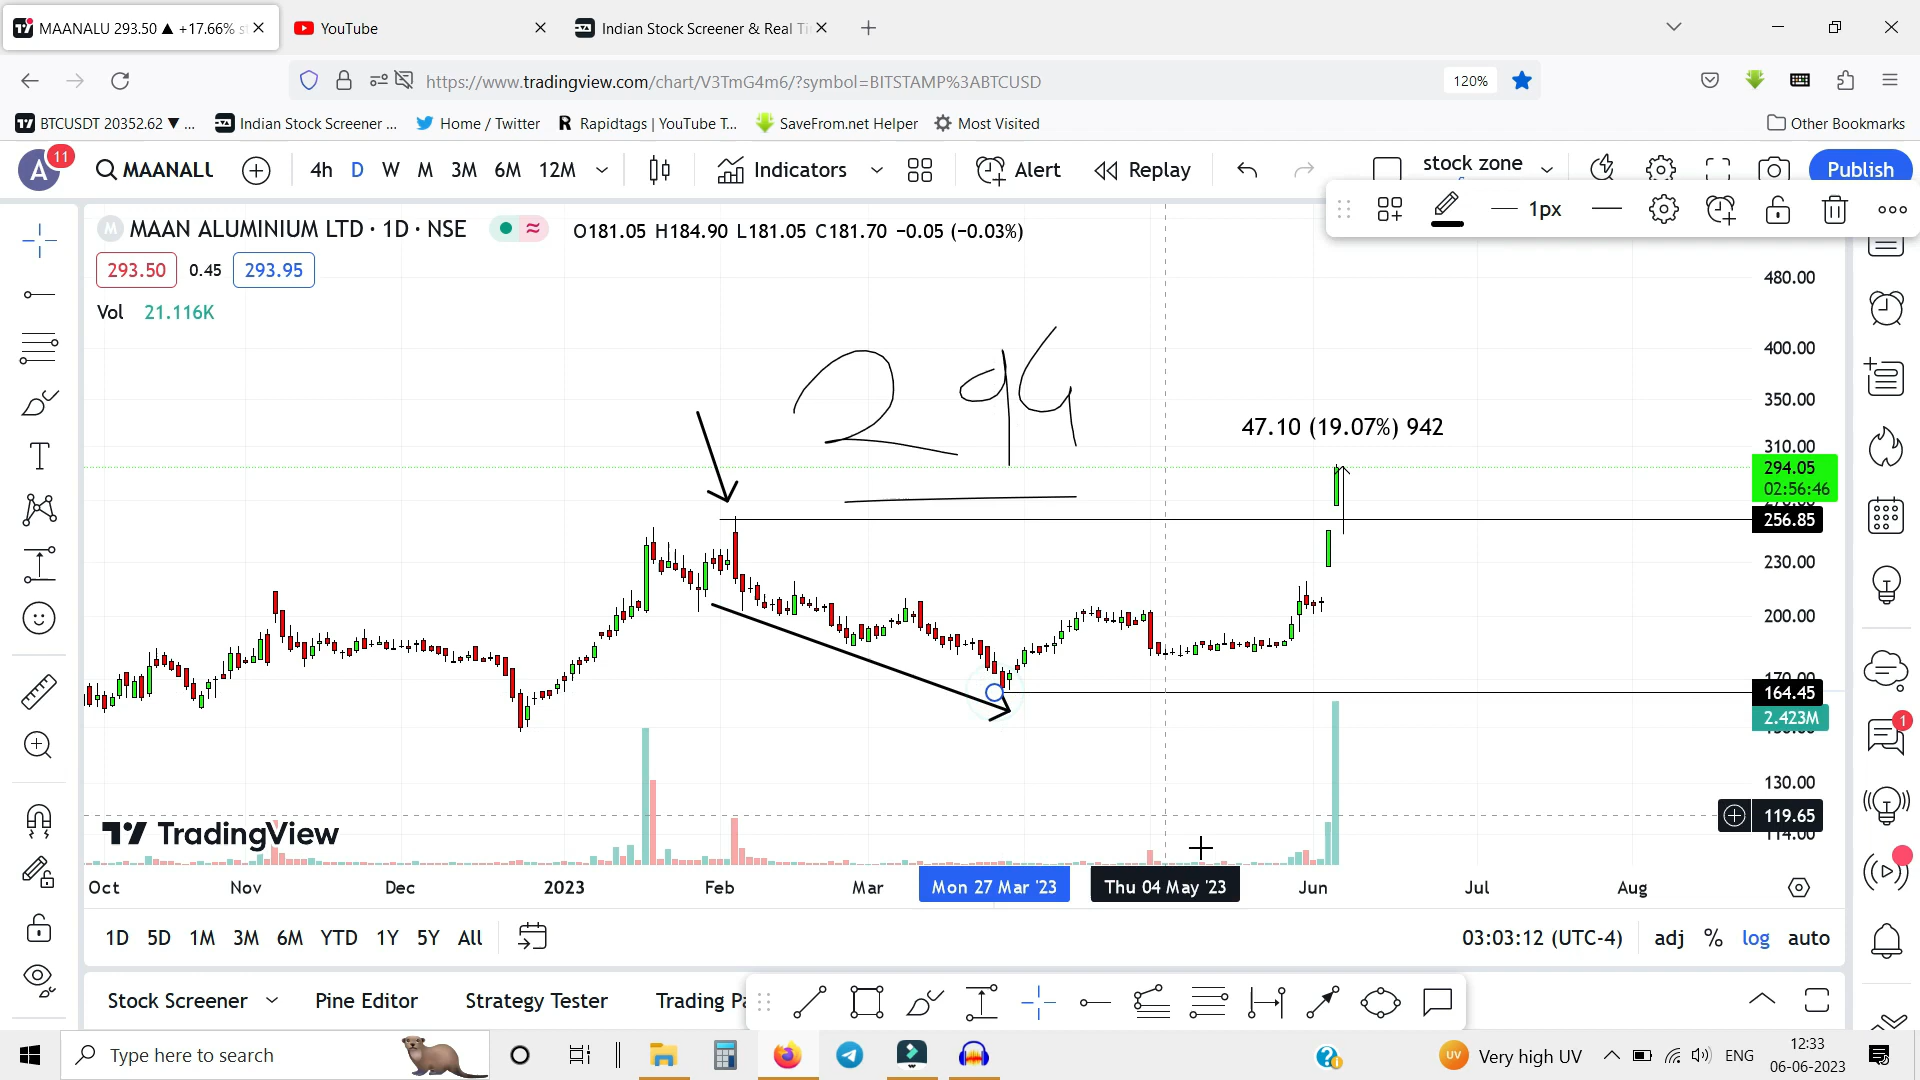 MAANALU 293.50 ▲ +17.66%
YouTube
Indian Stock Screener & Real Ti
https://www.tradingview.com/chart/V3TmG4m6/?symbol=BITSTAMP%3ABTCUSD
120%
BTCUSDT 20352.62 ▼ ...
Indian Stock Screener ...
Home / Twitter
Rapidtags | YouTube T...
SaveFrom.net Helper
Most Visited
Other Bookmarks
A
11
MAANALU
4h D W M 3M 6M 12M
Indicators
Alert
Replay
stock zone
Publish
1px
M MAAN ALUMINIUM LTD · 1D · NSE
O181.05 H184.90 L181.05 C181.70 −0.05 (−0.03%)
293.50 0.45 293.95
Vol 21.116K
294
47.10 (19.07%) 942
480.00
400.00
350.00
310.00
294.05
02:56:46
256.85
230.00
200.00
164.45
2.423M
130.00
119.65
114.00
1
TradingView
Oct Nov Dec 2023 Feb Mar Mon 27 Mar '23 Thu 04 May '23 Jun Jul Aug
1D 5D 1M 3M 6M YTD 1Y 5Y All
03:03:12 (UTC-4) adj % log auto
Stock Screener
Pine Editor
Strategy Tester
Trading Pa
Type here to search
UV Very high UV
ENG
12:33
06-06-2023